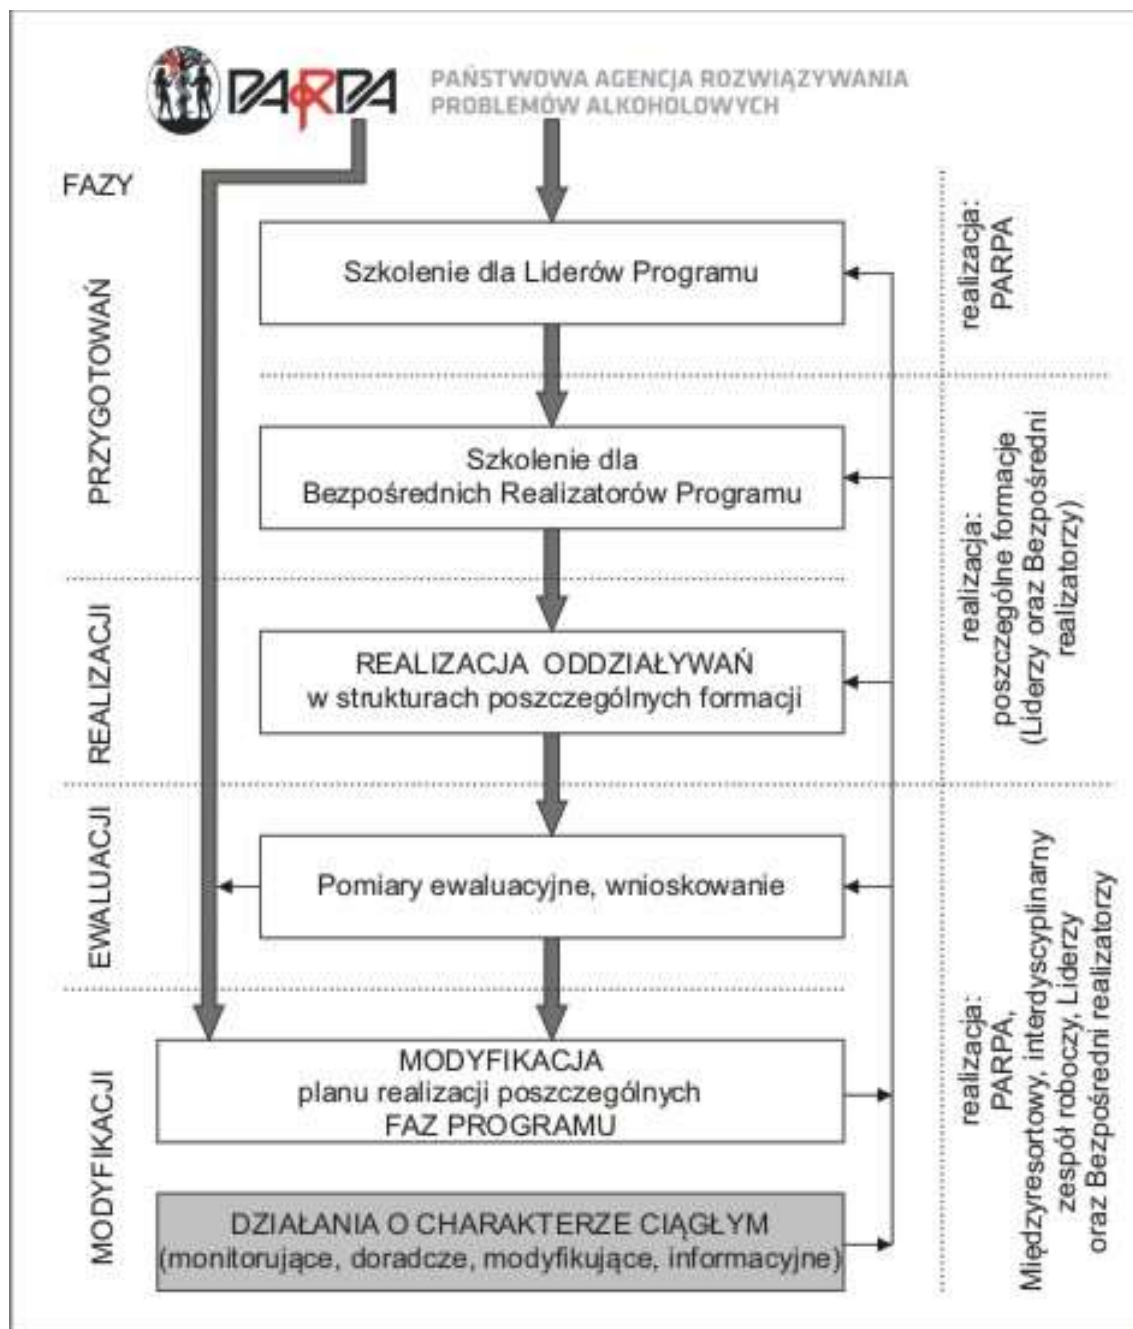 PARPA
PAŃSTWOWA AGENCJA ROZWIĄZYWANIA
PROBLEMÓW ALKOHOLOWYCH
FAZY
PRZYGOTOWAŃ
Szkolenie dla Liderów Programu
realizacja:
PARPA
Szkolenie dla
Bezpośrednich Realizatorów Programu
realizacja:
poszczególne formacje
(Liderzy oraz Bezpośredni
realizatorzy)
REALIZACJI
REALIZACJA ODDZIAŁYWAŃ
w strukturach poszczególnych formacji
EWALUACJI
Pomiary ewaluacyjne, wnioskowanie
realizacja:
PARPA,
Międzyresortowy, interdyscyplinarny
zespół roboczy, Liderzy
oraz Bezpośredni realizatorzy
MODYFIKACJI
MODYFIKACJA
planu realizacji poszczególnych
FAZ PROGRAMU
DZIAŁANIA O CHARAKTERZE CIĄGŁYM
(monitorujące, doradcze, modyfikujące, informacyjne)